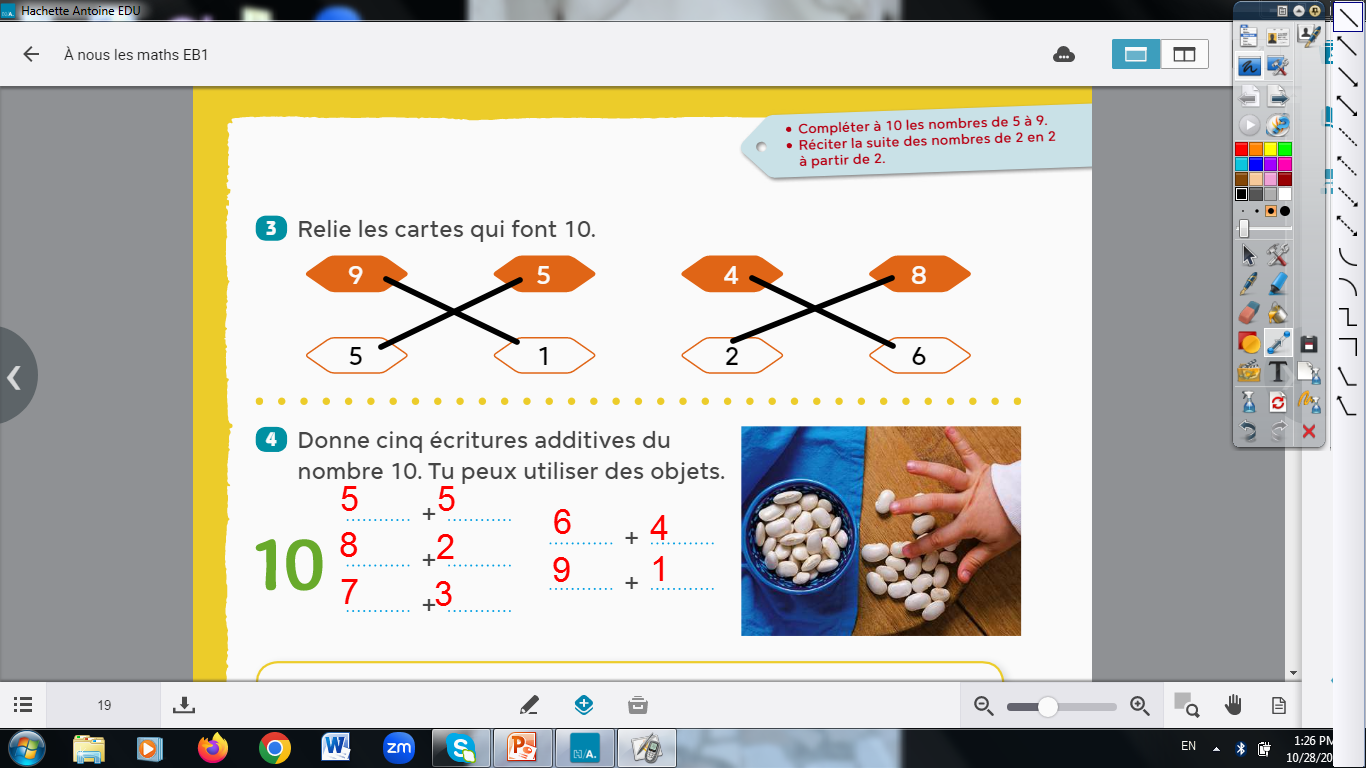 Hachette Antoine EDU
À nous les maths EB1
• Compléter à 10 les nombres de 5 à 9.
• Réciter la suite des nombres de 2 en 2
à partir de 2.
3 Relie les cartes qui font 10.
9 5 4 8
5 1 2 6
4 Donne cinq écritures additives du
nombre 10. Tu peux utiliser des objets.
10
5 + 5
8 + 2
7 + 3
6 + 4
9 + 1
19
EN
1:26 PM
10/28/20